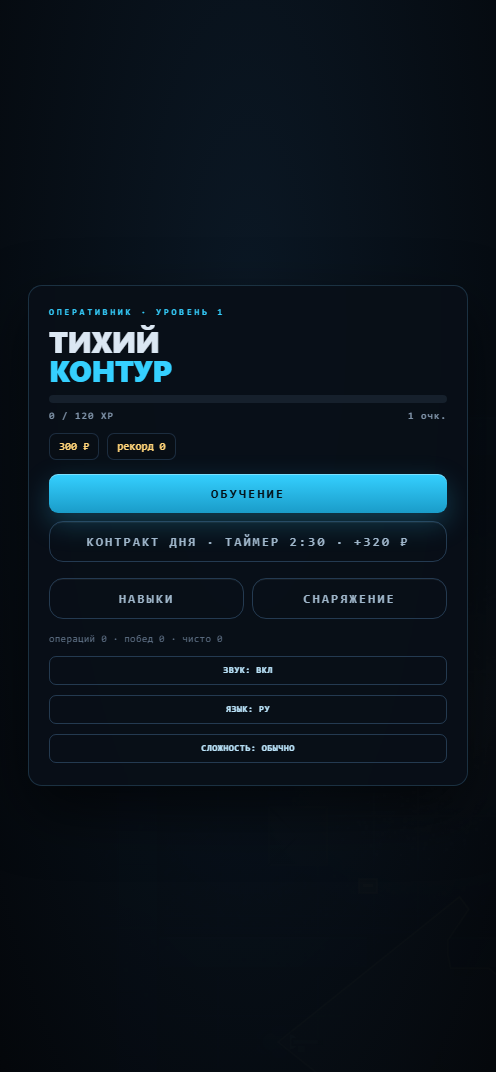 ОПЕРАТИВНИК · УРОВЕНЬ 1
ТИХИЙ
КОНТУР
0 / 120 XP
1 очк.
300 ₽
рекорд 0
ОБУЧЕНИЕ
КОНТРАКТ ДНЯ · ТАЙМЕР 2:30 · +320 ₽
НАВЫКИ
СНАРЯЖЕНИЕ
операций 0 · побед 0 · чисто 0
ЗВУК: ВКЛ
ЯЗЫК: РУ
СЛОЖНОСТЬ: ОБЫЧНО